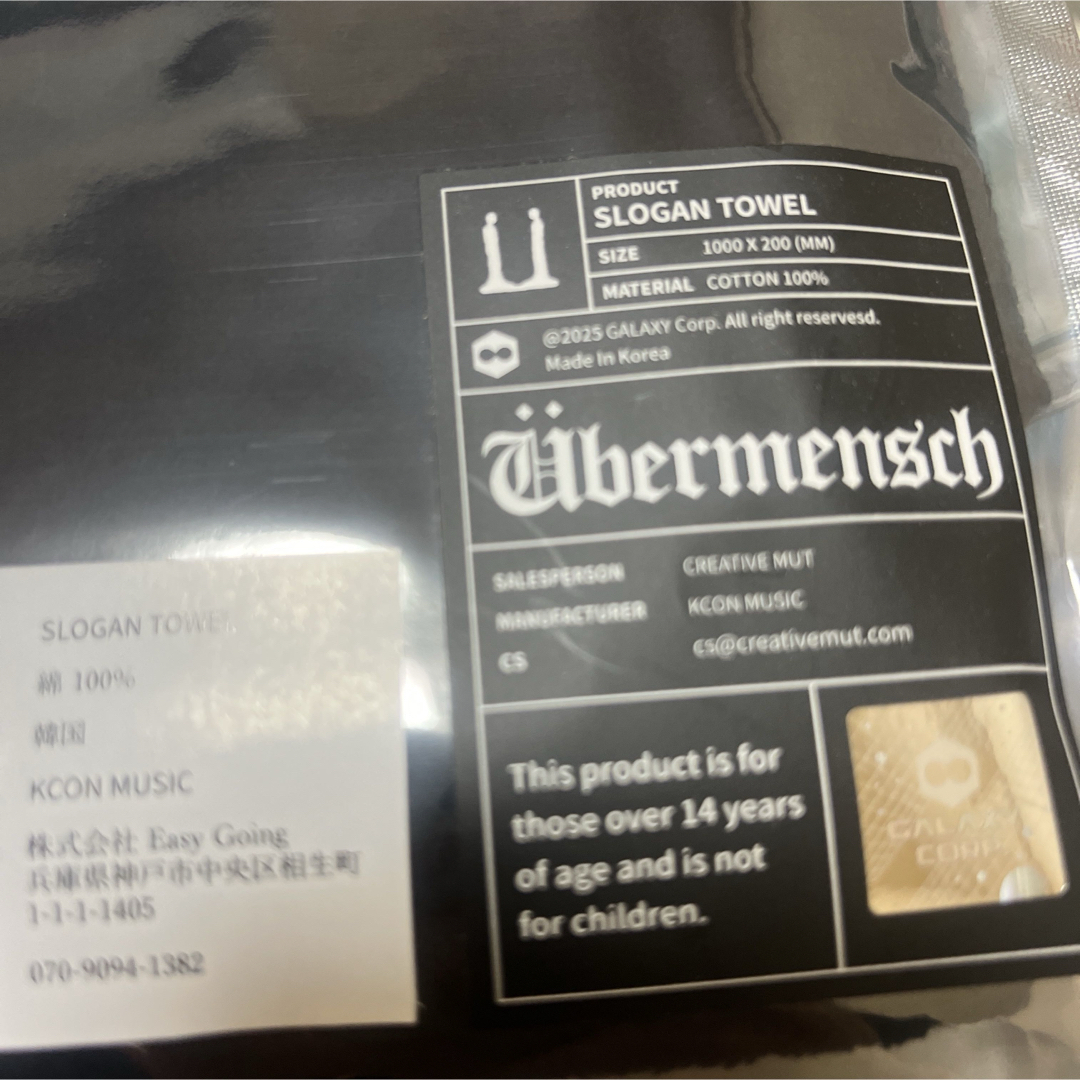 PRODUCT
SLOGAN TOWEL
SIZE 1000 X 200 (MM)
MATERIAL COTTON 100%
@2025 GALAXY Corp. All right reservesd.
Made In Korea
Übermensch
SALESPERSON CREATIVE MUT
MANUFACTURER KCON MUSIC
CS cs@creativemut.com
This product is for
those over 14 years
of age and is not
for children.
GALAXY
CORP
SLOGAN TOWEL
綿 100%
韓国
KCON MUSIC
株式会社 Easy Going
兵庫県神戸市中央区相生町
1-1-1-1405
070-9094-1382